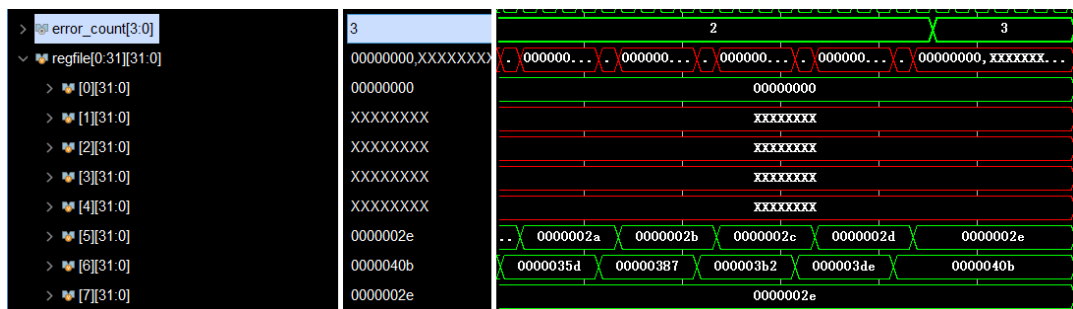 error_count[3:0] 3 2 3
regfile[0:31][31:0] 00000000,XXXXXXXX . 000000... . 000000... . 000000... . 000000... . 00000000,XXXXXXX...
[0][31:0] 00000000 00000000
[1][31:0] XXXXXXXX XXXXXXXX
[2][31:0] XXXXXXXX XXXXXXXX
[3][31:0] XXXXXXXX XXXXXXXX
[4][31:0] XXXXXXXX XXXXXXXX
[5][31:0] 0000002e .. 0000002a 0000002b 0000002c 0000002d 0000002e
[6][31:0] 0000040b 0000035d 00000387 000003b2 000003de 0000040b
[7][31:0] 0000002e 0000002e